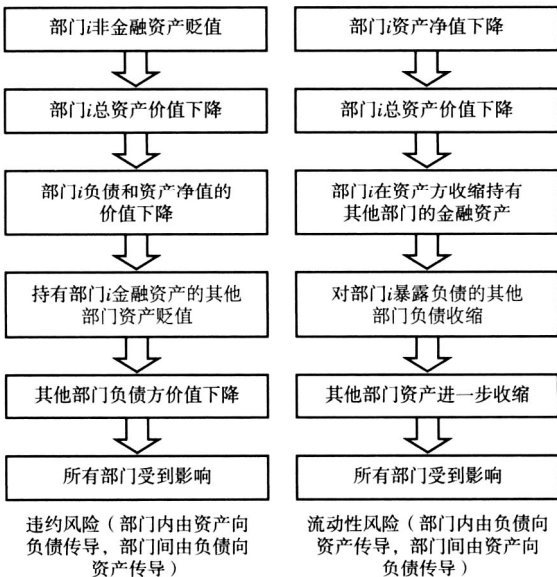 部门i非金融资产贬值
部门i总资产价值下降
部门i负债和资产净值的
价值下降
持有部门i金融资产的其他
部门资产贬值
其他部门负债方价值下降
所有部门受到影响
违约风险（部门内由资产向
负债传导，部门间由负债向
资产传导）
部门i资产净值下降
部门i总资产价值下降
部门i在资产方收缩持有
其他部门的金融资产
对部门i暴露负债的其他
部门负债收缩
其他部门资产进一步收缩
所有部门受到影响
流动性风险（部门内由负债向
资产传导，部门间由资产向
负债传导）